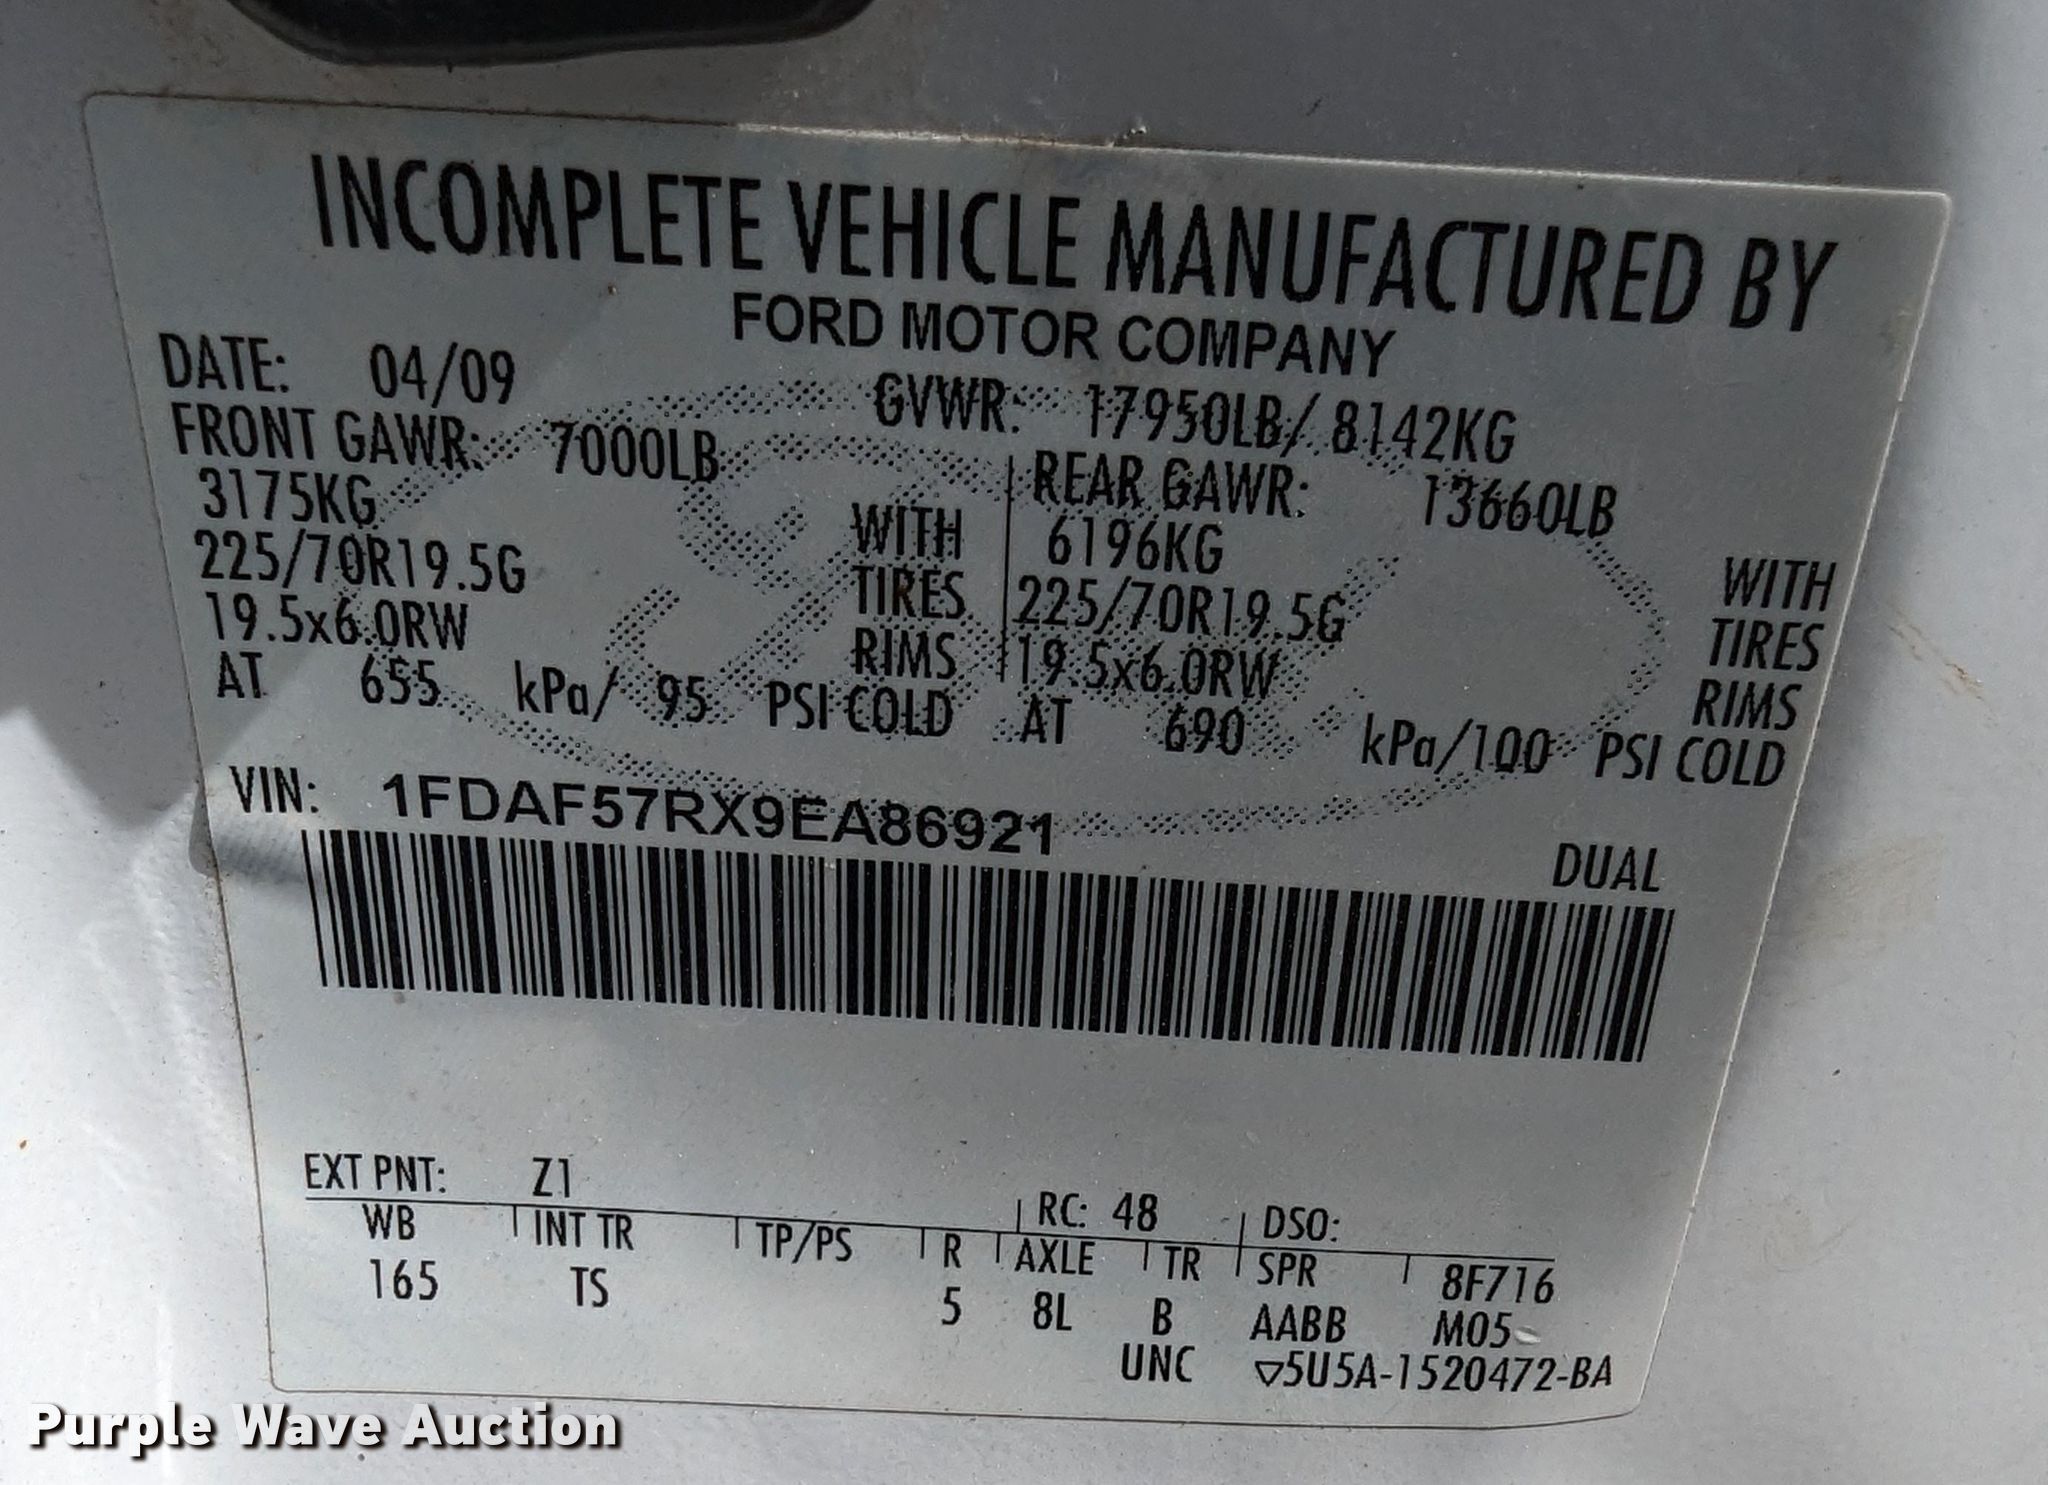 INCOMPLETE VEHICLE MANUFACTURED BY
FORD MOTOR COMPANY
DATE: 04/09 GVWR: 17950LB/ 8142KG
FRONT GAWR: 7000LB REAR GAWR: 13660LB
3175KG WITH 6196KG WITH
225/70R19.5G TIRES 225/70R19.5G TIRES
19.5x6.0RW RIMS 19.5x6.0RW RIMS
AT 655 kPa/ 95 PSI COLD AT 690 kPa/100 PSI COLD
VIN: 1FDAF57RX9EA86921
DUAL
EXT PNT: Z1 RC: 48 DSO:
WB INT TR TP/PS R AXLE TR SPR 8F716
165 TS 5 8L B AABB M05
UNC ▽5U5A-1520472-BA
Purple Wave Auction